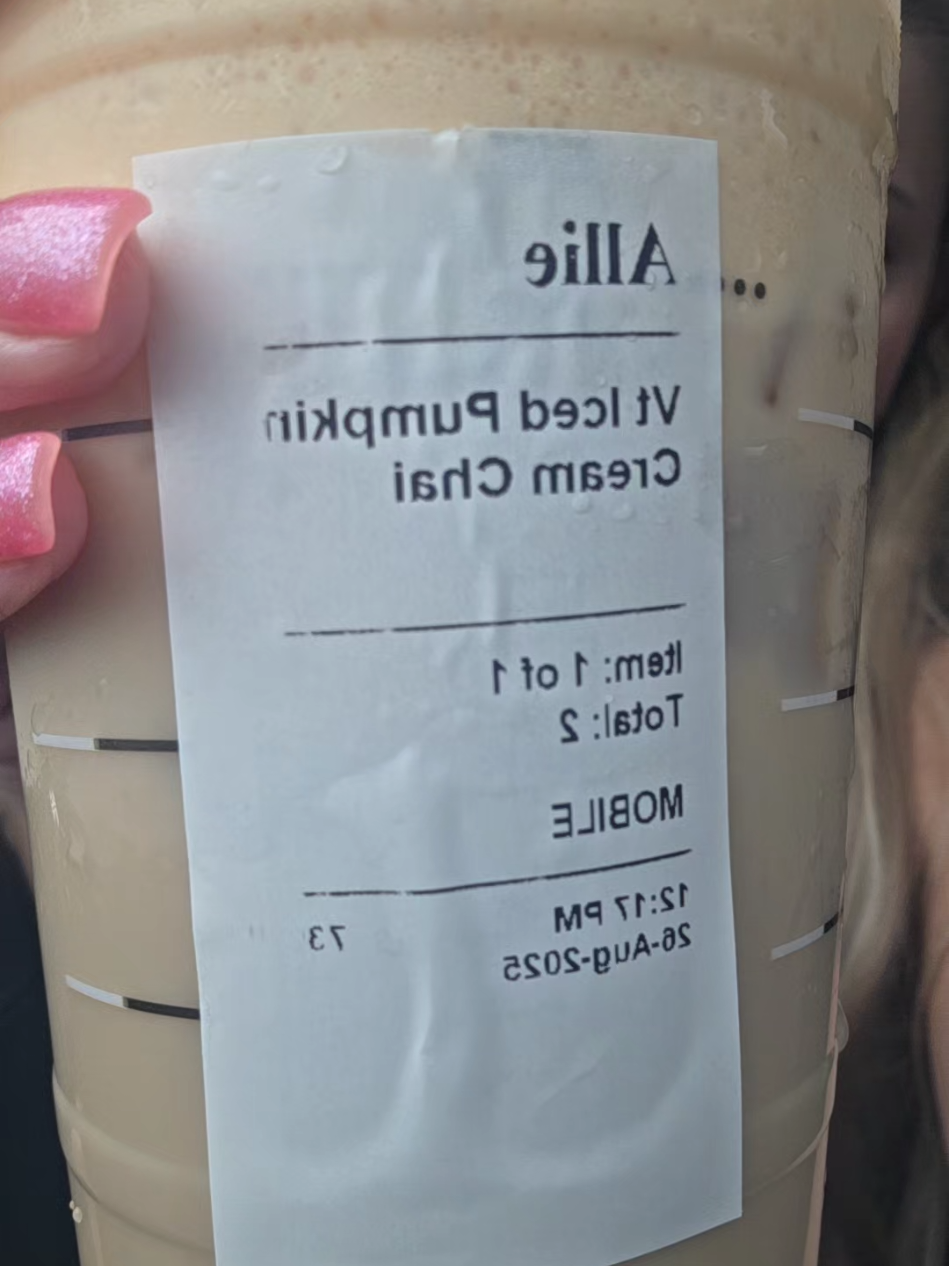 Allie
Vt Iced Pumpkin
Cream Chai
Item: 1 of 1
Total: 2
MOBILE
12:17 PM 73
26-Aug-2025